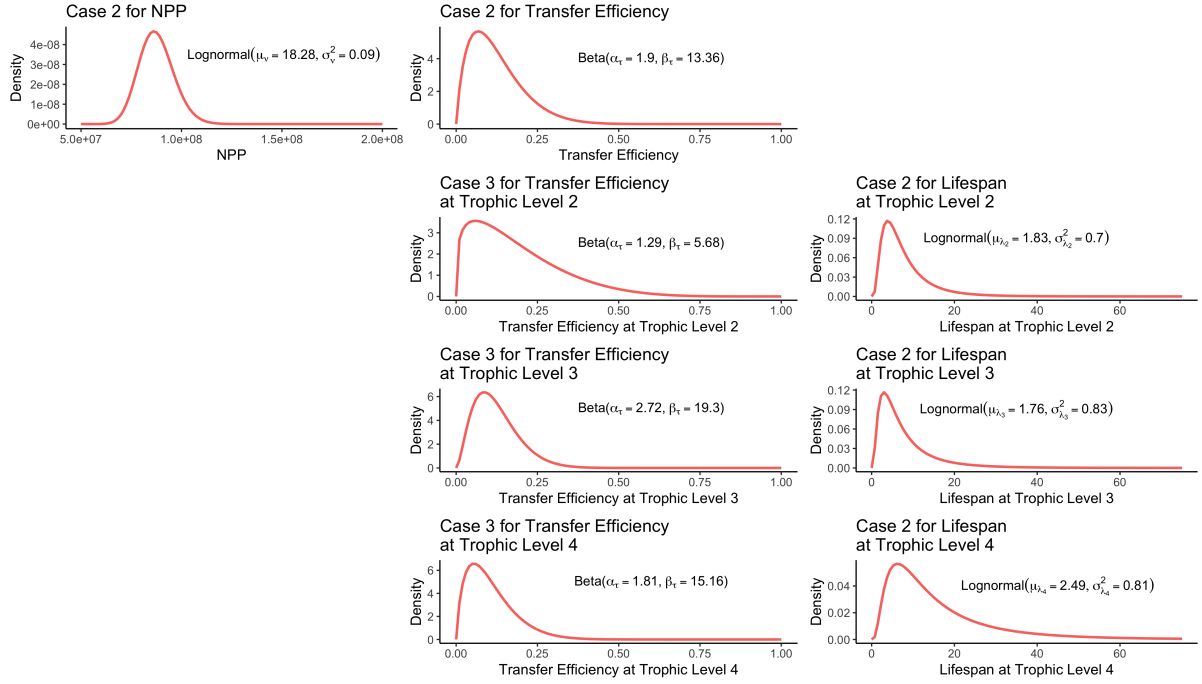 Case 2 for NPP
Density
4e-08
3e-08
2e-08
1e-08
0e+00
Lognormal(μν = 18.28, σ²ν = 0.09)
5.0e+07 1.0e+08 1.5e+08 2.0e+08
NPP
Case 2 for Transfer Efficiency
Density
4
2
0
Beta(ατ = 1.9, βτ = 13.36)
0.00 0.25 0.50 0.75 1.00
Transfer Efficiency
Case 3 for Transfer Efficiency
at Trophic Level 2
Density
3
2
1
0
Beta(ατ = 1.29, βτ = 5.68)
0.00 0.25 0.50 0.75 1.00
Transfer Efficiency at Trophic Level 2
Case 2 for Lifespan
at Trophic Level 2
Density
0.12
0.09
0.06
0.03
0.00
Lognormal(μλ₂ = 1.83, σ²λ₂ = 0.7)
0 20 40 60
Lifespan at Trophic Level 2
Case 3 for Transfer Efficiency
at Trophic Level 3
Density
6
4
2
0
Beta(ατ = 2.72, βτ = 19.3)
0.00 0.25 0.50 0.75 1.00
Transfer Efficiency at Trophic Level 3
Case 2 for Lifespan
at Trophic Level 3
Density
0.12
0.09
0.06
0.03
0.00
Lognormal(μλ₃ = 1.76, σ²λ₃ = 0.83)
0 20 40 60
Lifespan at Trophic Level 3
Case 3 for Transfer Efficiency
at Trophic Level 4
Density
6
4
2
0
Beta(ατ = 1.81, βτ = 15.16)
0.00 0.25 0.50 0.75 1.00
Transfer Efficiency at Trophic Level 4
Case 2 for Lifespan
at Trophic Level 4
Density
0.04
0.02
0.00
Lognormal(μλ₄ = 2.49, σ²λ₄ = 0.81)
0 20 40 60
Lifespan at Trophic Level 4